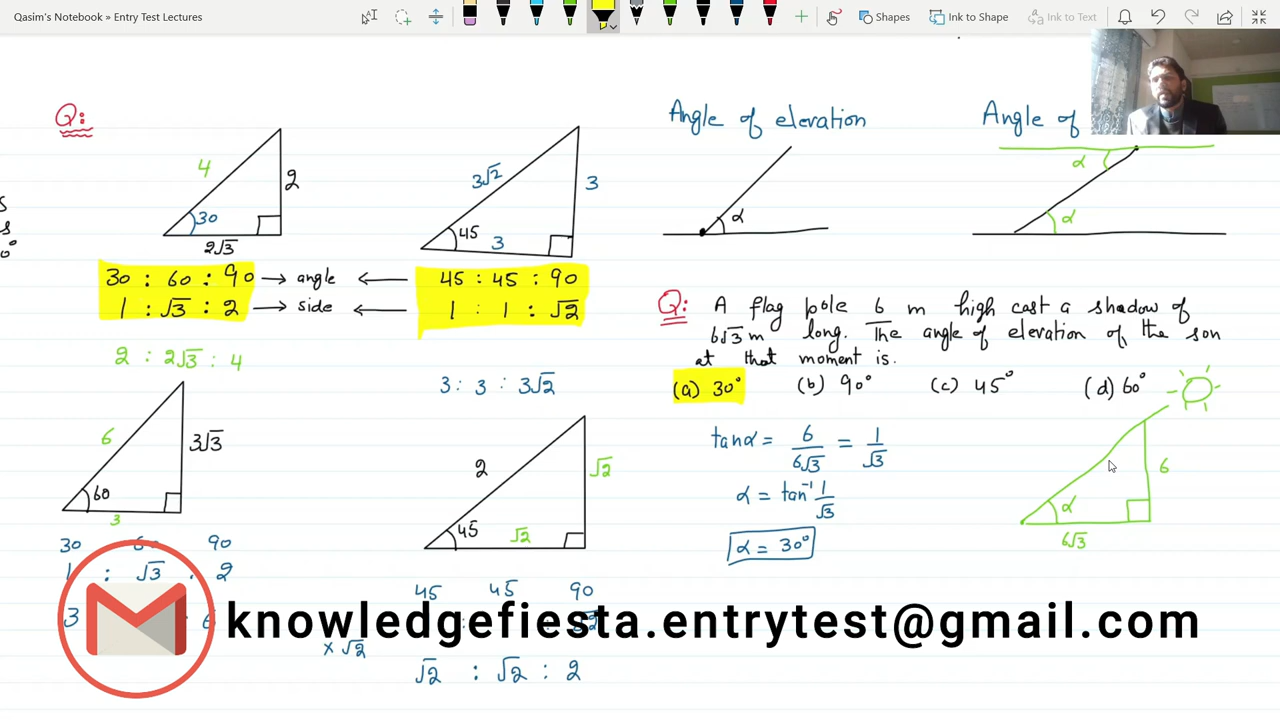 Qasim's Notebook » Entry Test Lectures
Shapes
Ink to Shape
Ink to Text
Q:
4
2
30
2√3
30 : 60 : 90 → angle ←
1 : √3 : 2 → side ←
2 : 2√3 : 4
6
3√3
60
3
30 60 90
1 : √3 : 2
3
6
3√2
3
45
3
45 : 45 : 90
1 : 1 : √2
3 : 3 : 3√2
2
√2
45
√2
45 45 90
× √2
√2 : √2 : 2
Angle of elevation
α
Angle of
α
α
Q: A flag pole 6 m high cast a shadow of
6√3 m long. The angle of elevation of the son
at that moment is.
(a) 30° (b) 90° (c) 45° (d) 60°
tanα = 6/6√3 = 1/√3
α = tan⁻¹ 1/√3
α = 30°
6
α
6√3
knowledgefiesta.entrytest@gmail.com